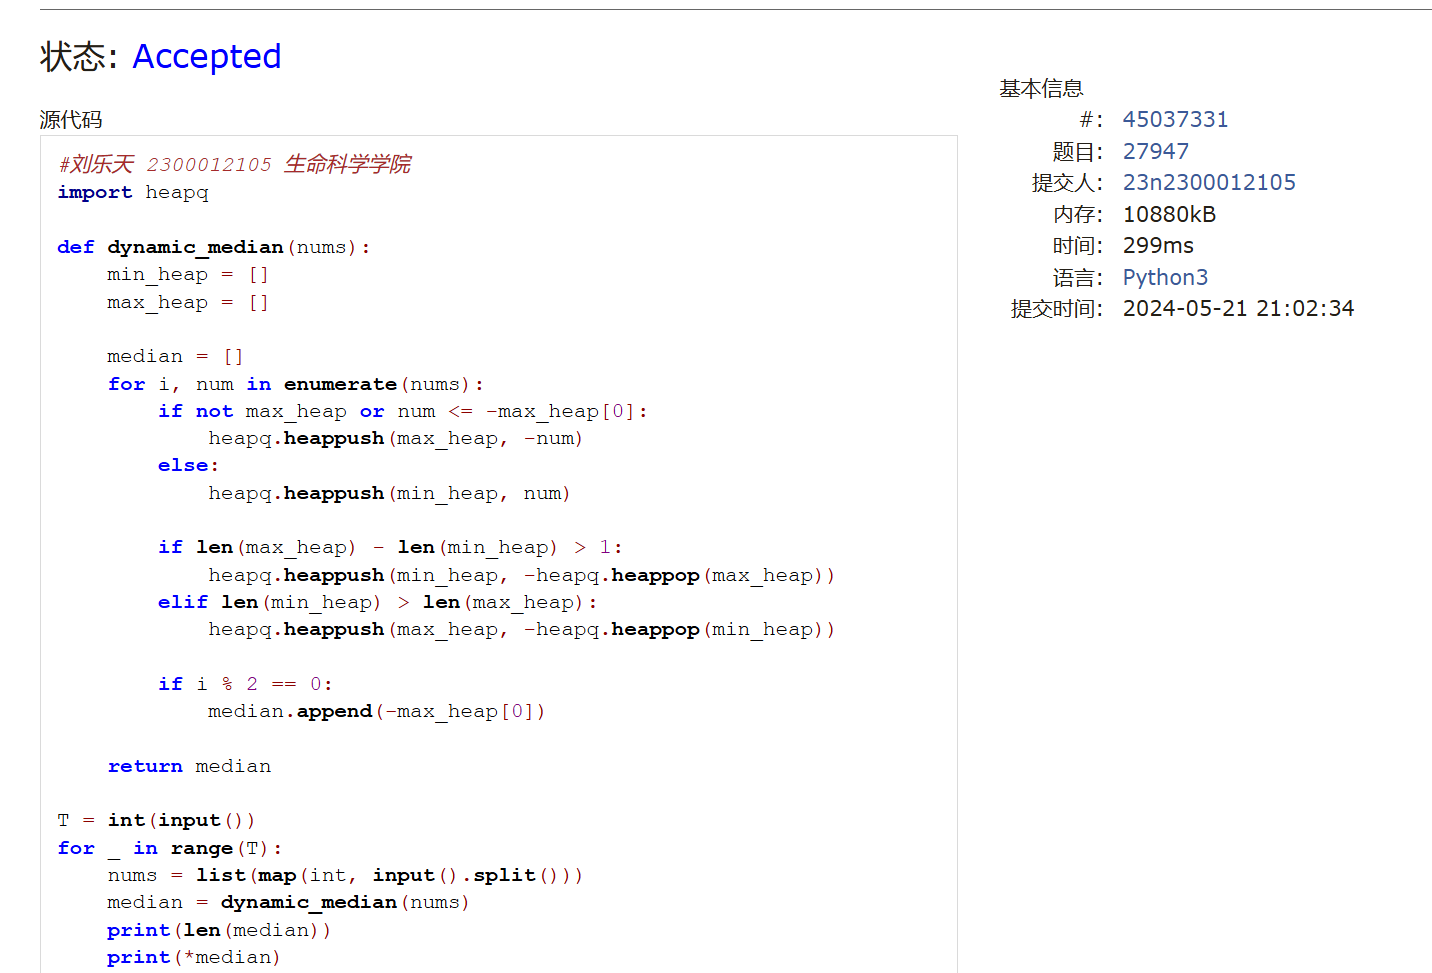 状态: Accepted
源代码
#刘乐天 2300012105 生命科学学院
import heapq

def dynamic_median(nums):
    min_heap = []
    max_heap = []

    median = []
    for i, num in enumerate(nums):
        if not max_heap or num <= -max_heap[0]:
            heapq.heappush(max_heap, -num)
        else:
            heapq.heappush(min_heap, num)

        if len(max_heap) - len(min_heap) > 1:
            heapq.heappush(min_heap, -heapq.heappop(max_heap))
        elif len(min_heap) > len(max_heap):
            heapq.heappush(max_heap, -heapq.heappop(min_heap))

        if i % 2 == 0:
            median.append(-max_heap[0])

    return median

T = int(input())
for _ in range(T):
    nums = list(map(int, input().split()))
    median = dynamic_median(nums)
    print(len(median))
    print(*median)
基本信息
#: 45037331
题目: 27947
提交人: 23n2300012105
内存: 10880kB
时间: 299ms
语言: Python3
提交时间: 2024-05-21 21:02:34